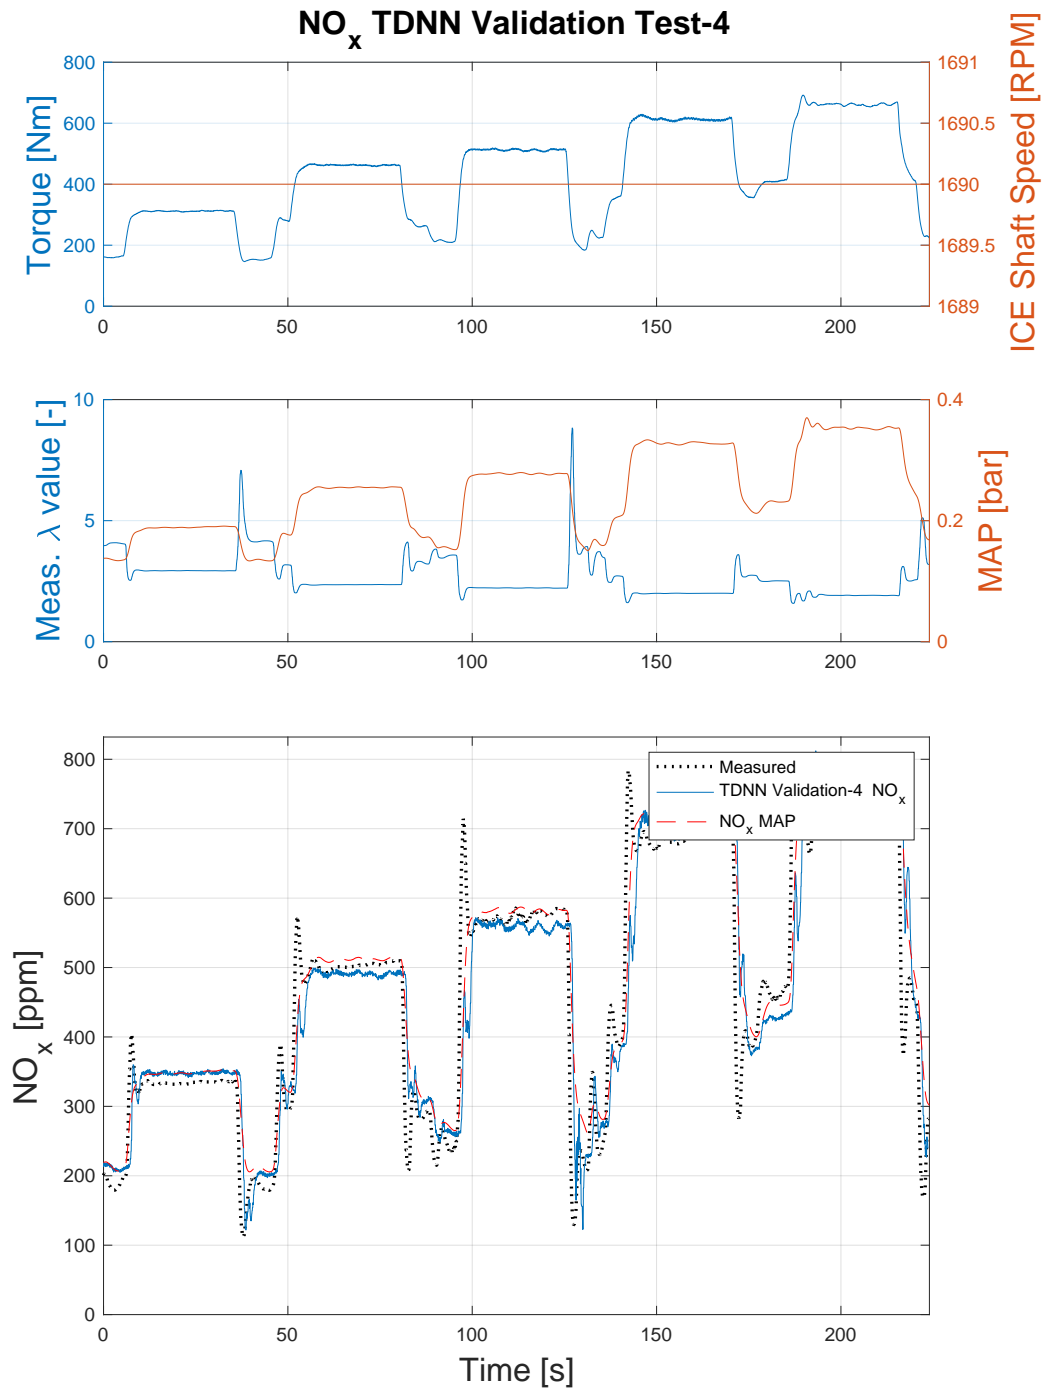 NOx TDNN Validation Test-4
Torque [Nm]
800
600
400
200
0
ICE Shaft Speed [RPM]
1691
1690.5
1690
1689.5
1689
0 50 100 150 200
Meas. λ value [-]
10
5
0
MAP [bar]
0.4
0.2
0
0 50 100 150 200
NOx [ppm]
800
700
600
500
400
300
200
100
0
Measured
TDNN Validation-4 NOx
NOx MAP
0 50 100 150 200
Time [s]